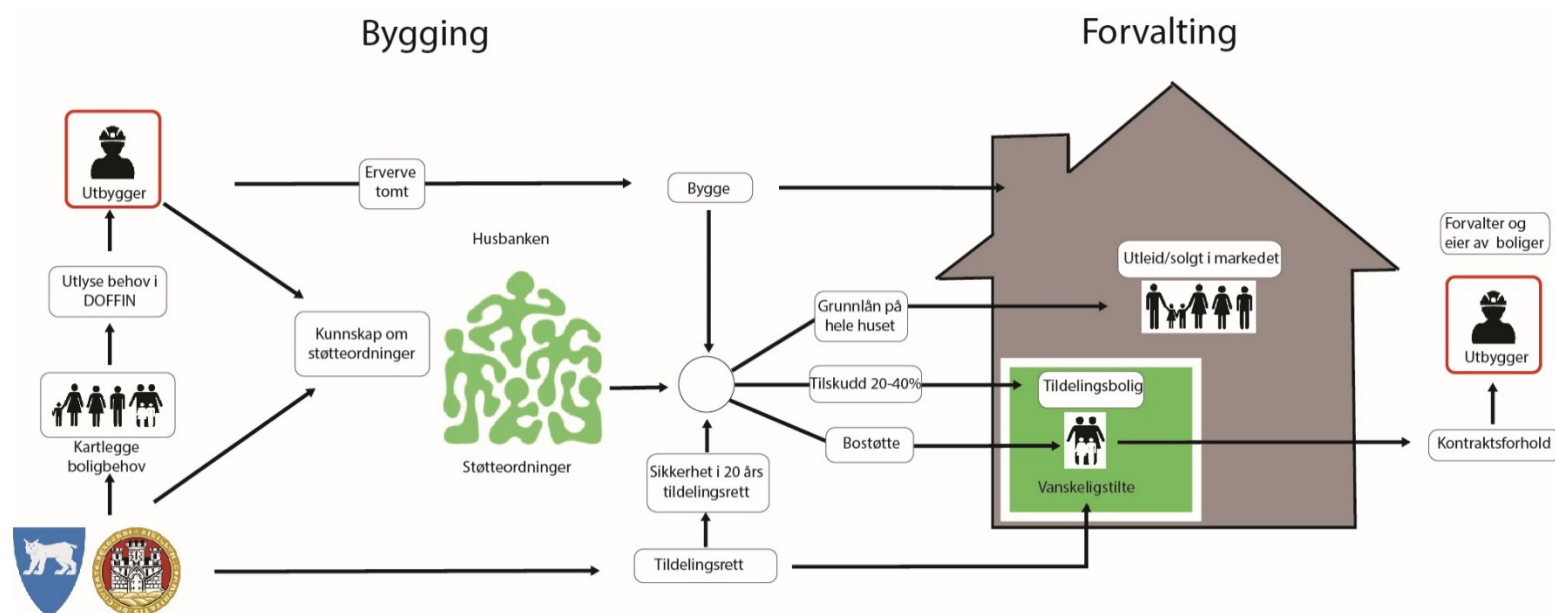 Bygging
Forvalting
Utbygger
Erverve
tomt
Bygge
Utlyse behov i
DOFFIN
Kartlegge
boligbehov
Kunnskap om
støtteordninger
Husbanken
Støtteordninger
Grunnlån på
hele huset
Tilskudd 20-40%
Bostøtte
Sikkerhet i 20 års
tildelingsrett
Tildelingsrett
Utleid/solgt i markedet
Tildelingsbolig
Vanskeligstilte
Forvalter og
eier av boliger
Utbygger
Kontraktsforhold